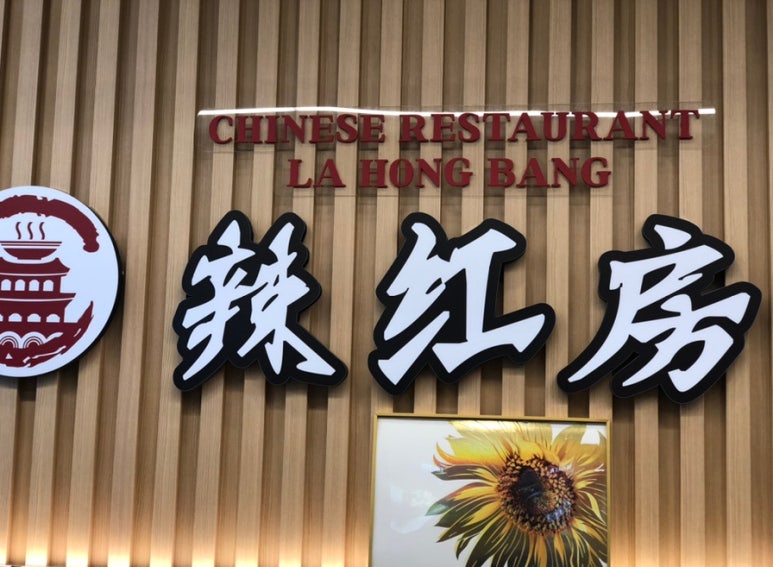 CHINESE RESTAURANT
LA HONG BANG
辣红房